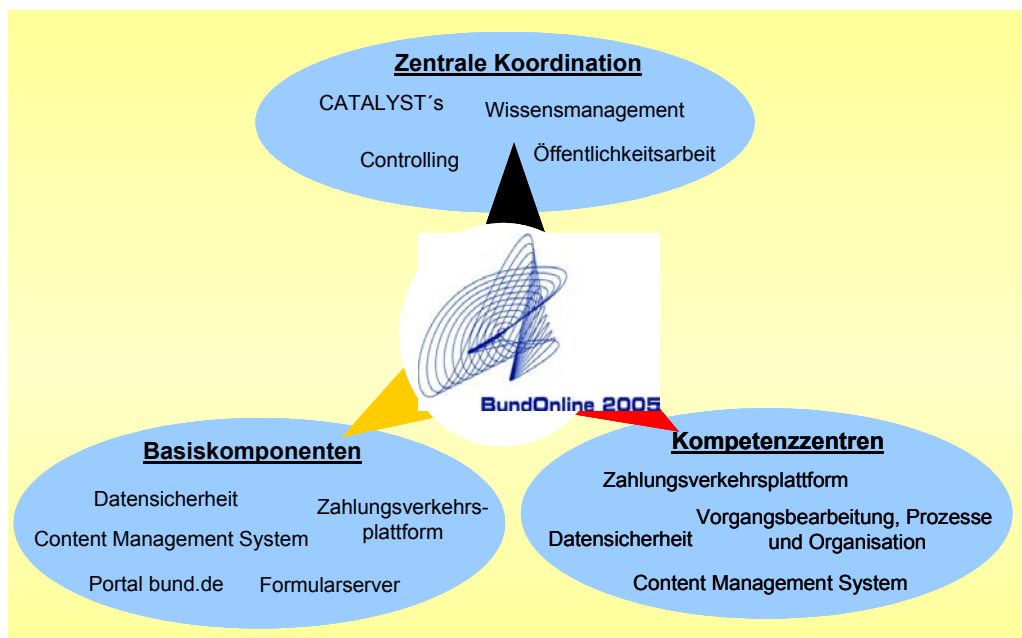 Zentrale Koordination
CATALYST´s
Wissensmanagement
Controlling
Öffentlichkeitsarbeit
BundOnline 2005
Basiskomponenten
Datensicherheit
Zahlungsverkehrs-
plattform
Content Management System
Portal bund.de
Formularserver
Kompetenzzentren
Zahlungsverkehrsplattform
Vorgangsbearbeitung, Prozesse
und Organisation
Datensicherheit
Content Management System